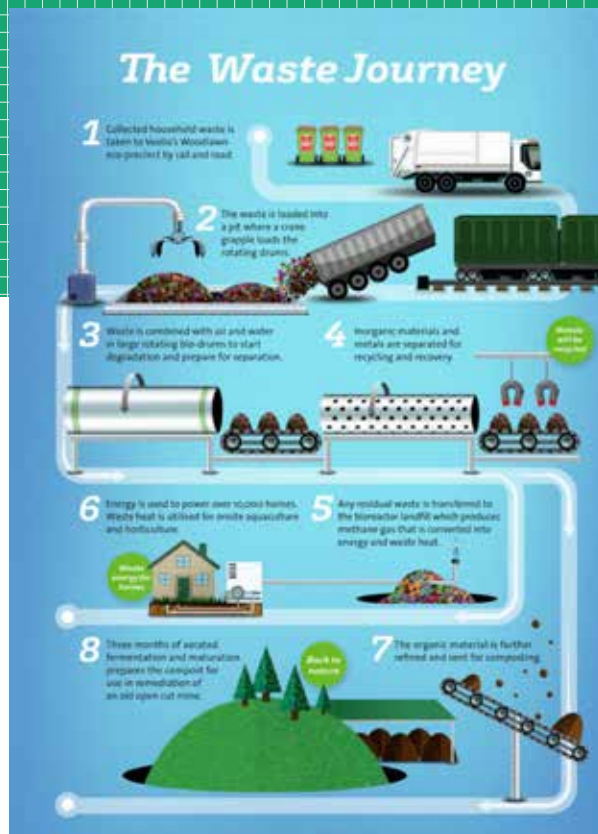 The Waste Journey
1
Collected household waste is
taken to Veolia's Woodlawn
eco-precinct by rail and road.
2
The waste is loaded into
a pit where a crane
grapple loads the
rotating drums.
3
Waste is combined with air and water
in large rotating bio-drums to start
degradation and prepare for separation.
4
Inorganic materials and
metals are separated for
recycling and recovery.
Metals
will be
recycled
6
Energy is used to power over 10,000 homes.
Waste heat is utilised for onsite aquaculture
and horticulture.
5
Any residual waste is transferred to
the bioreactor landfill which produces
methane gas that is converted into
energy and waste heat.
energy for
homes
8
Three months of aerated
fermentation and maturation
prepares the compost for
use in remediation of
an old open cut mine.
Back to
nature
7
The organic material is further
refined and sent for composting.